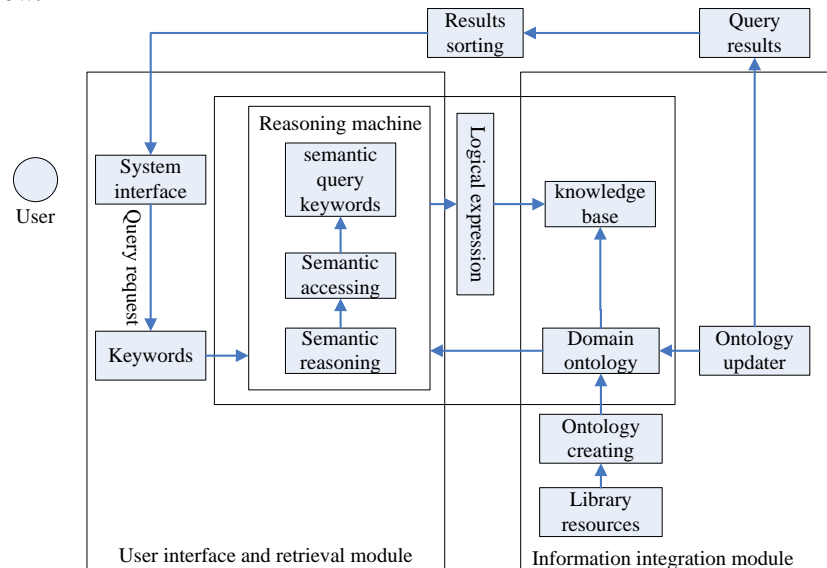 Results
sorting
Query
results
Reasoning machine
System
interface
User
Query request
Keywords
semantic
query
keywords
Semantic
accessing
Semantic
reasoning
Logical expression
knowledge
base
Domain
ontology
Ontology
updater
Ontology
creating
Library
resources
User interface and retrieval module
Information integration module